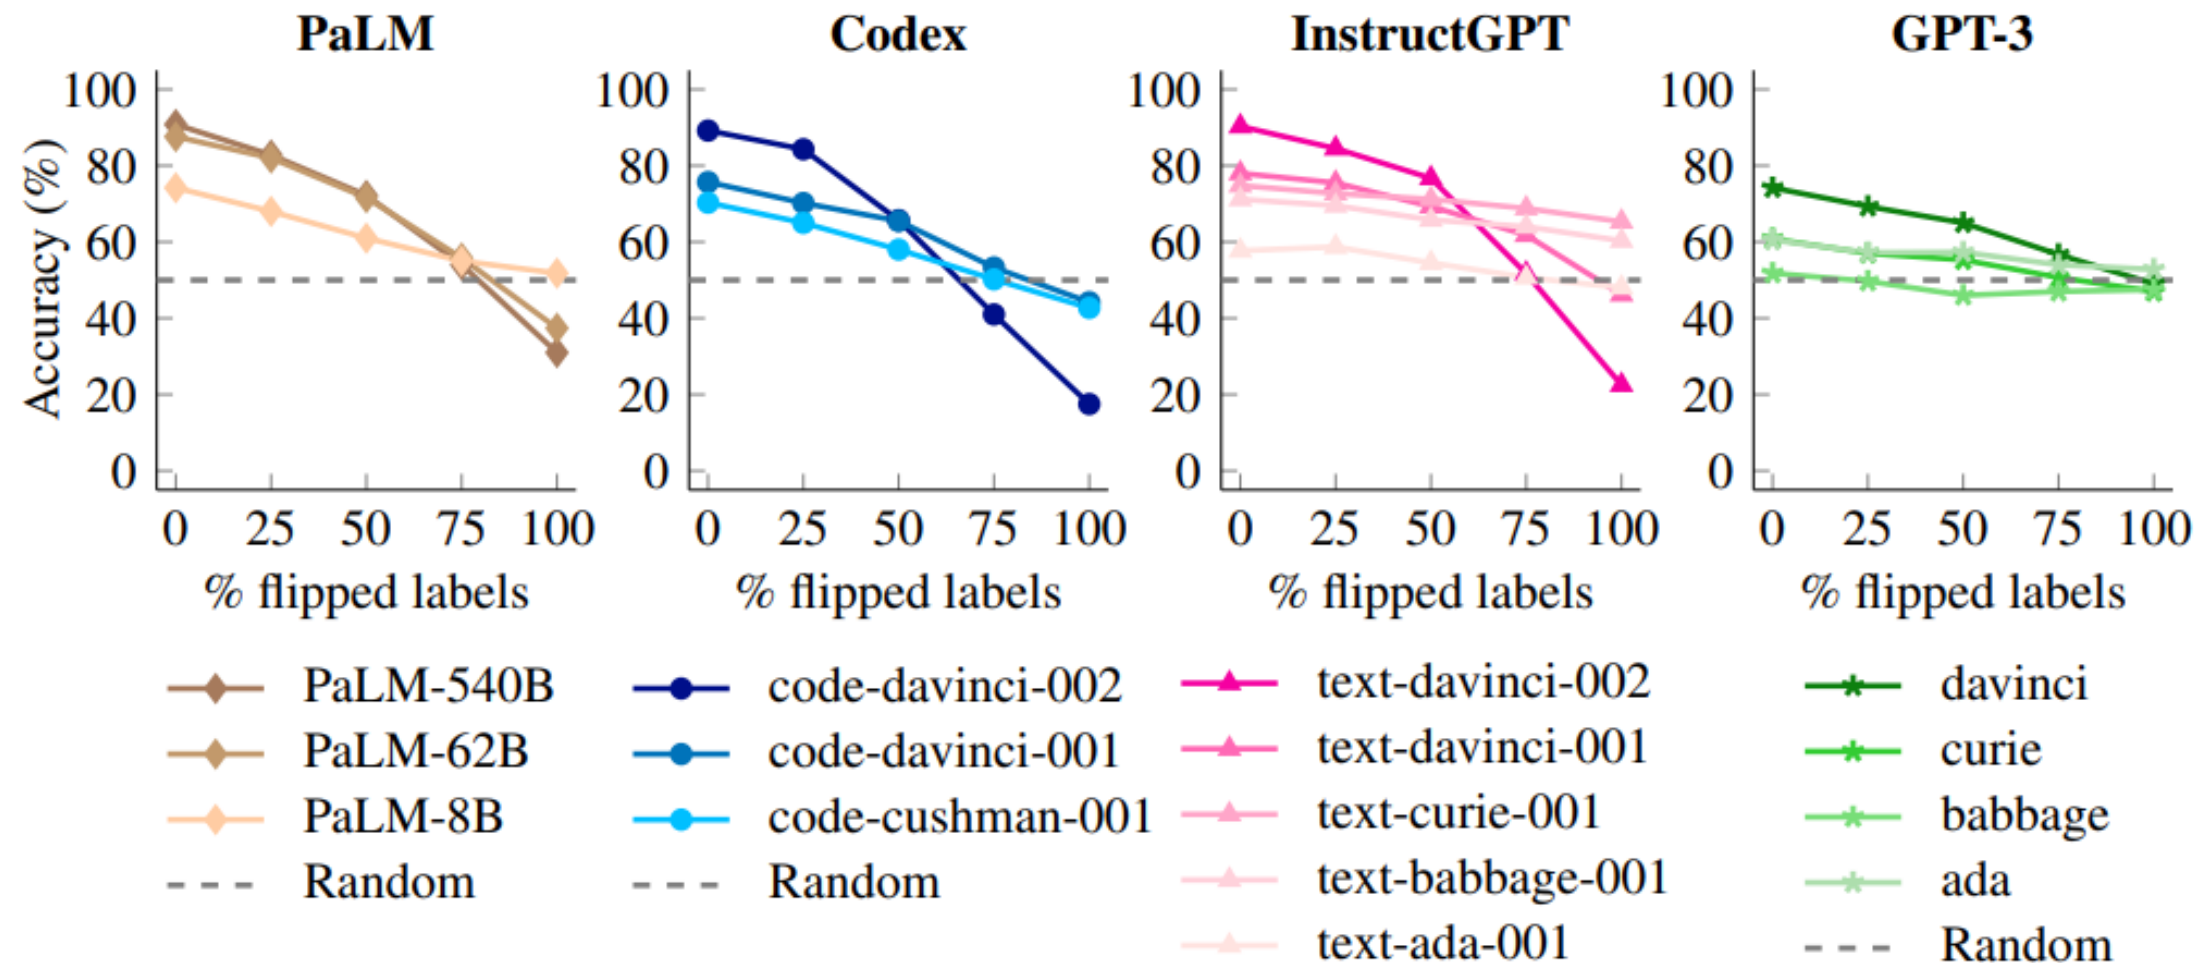 PaLM Codex InstructGPT GPT-3
Accuracy (%)
100 100 100 100
80 80 80 80
60 60 60 60
40 40 40 40
20 20 20 20
0 0 0 0
0 25 50 75 100 0 25 50 75 100 0 25 50 75 100 0 25 50 75 100
% flipped labels % flipped labels % flipped labels % flipped labels
PaLM-540B code-davinci-002 text-davinci-002 davinci
PaLM-62B code-davinci-001 text-davinci-001 curie
PaLM-8B code-cushman-001 text-curie-001 babbage
Random Random text-babbage-001 ada
text-ada-001 Random